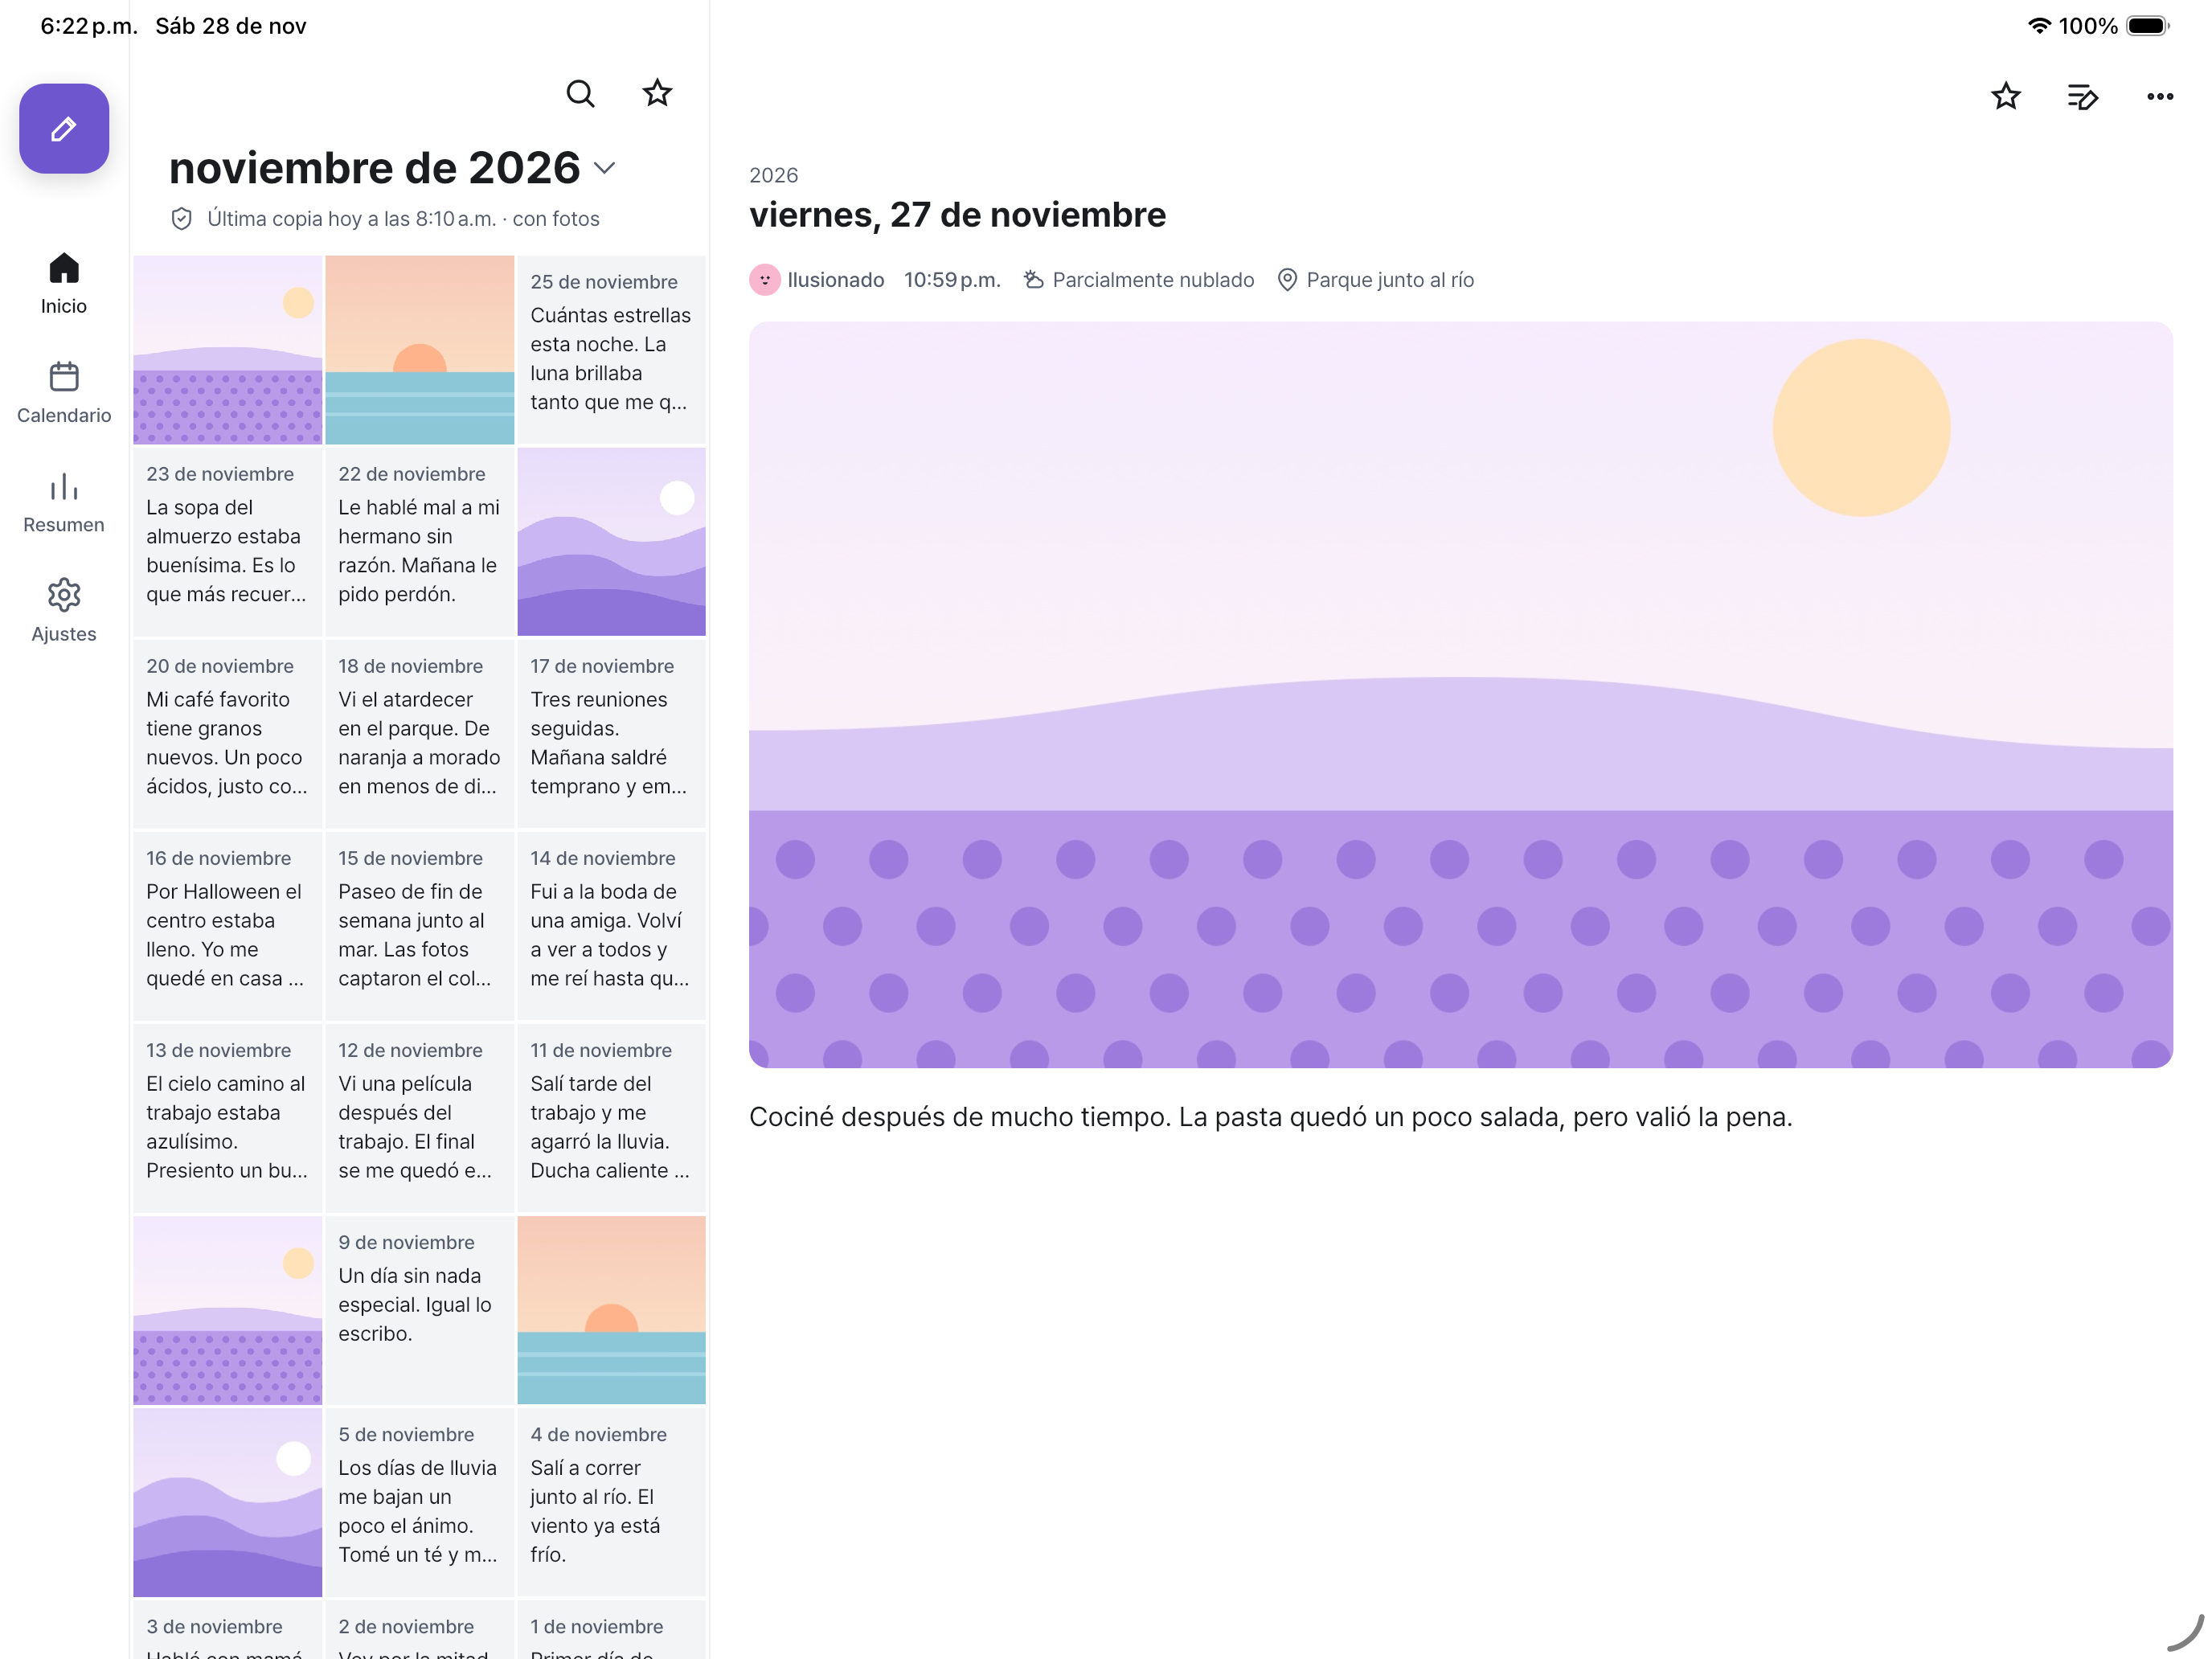 6:22 p.m. Sáb 28 de nov
100%
Inicio
Calendario
Resumen
Ajustes
noviembre de 2026
Última copia hoy a las 8:10 a.m. · con fotos
25 de noviembre
Cuántas estrellas
esta noche. La
luna brillaba
tanto que me q...
23 de noviembre
La sopa del
almuerzo estaba
buenísima. Es lo
que más recuer...
22 de noviembre
Le hablé mal a mi
hermano sin
razón. Mañana le
pido perdón.
20 de noviembre
Mi café favorito
tiene granos
nuevos. Un poco
ácidos, justo co...
18 de noviembre
Vi el atardecer
en el parque. De
naranja a morado
en menos de di...
17 de noviembre
Tres reuniones
seguidas.
Mañana saldré
temprano y em...
16 de noviembre
Por Halloween el
centro estaba
lleno. Yo me
quedé en casa ...
15 de noviembre
Paseo de fin de
semana junto al
mar. Las fotos
captaron el col...
14 de noviembre
Fui a la boda de
una amiga. Volví
a ver a todos y
me reí hasta qu...
13 de noviembre
El cielo camino al
trabajo estaba
azulísimo.
Presiento un bu...
12 de noviembre
Vi una película
después del
trabajo. El final
se me quedó e...
11 de noviembre
Salí tarde del
trabajo y me
agarró la lluvia.
Ducha caliente ...
9 de noviembre
Un día sin nada
especial. Igual lo
escribo.
5 de noviembre
Los días de lluvia
me bajan un
poco el ánimo.
Tomé un té y m...
4 de noviembre
Salí a correr
junto al río. El
viento ya está
frío.
3 de noviembre
Hablé con mamá
2 de noviembre
Voy por la mitad
1 de noviembre
Primer día de
2026
viernes, 27 de noviembre
Ilusionado 10:59 p.m. Parcialmente nublado Parque junto al río
Cociné después de mucho tiempo. La pasta quedó un poco salada, pero valió la pena.